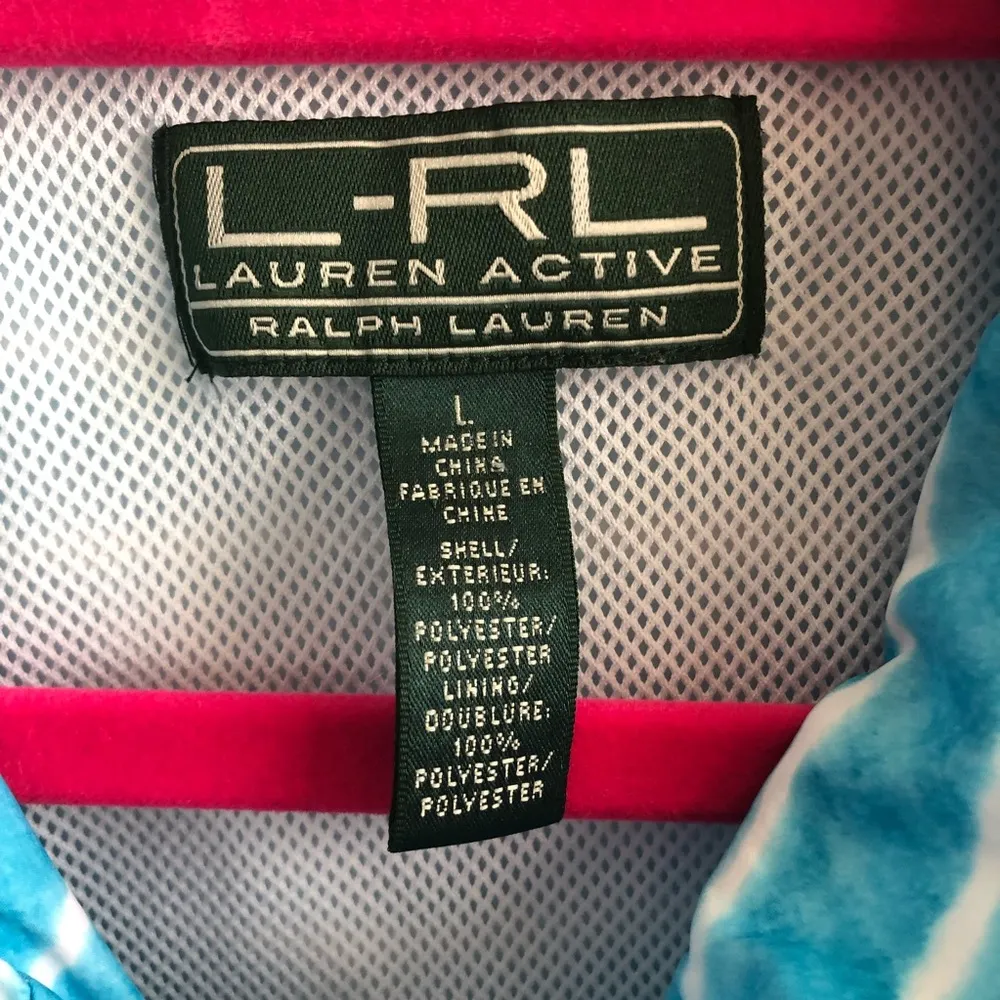 L-RL
LAUREN ACTIVE
RALPH LAUREN
L
MADE IN
CHINA
FABRIQUE EN
CHINE
SHELL/
EXTERIEUR:
100%
POLYESTER/
POLYESTER
LINING/
DOUBLURE:
100%
POLYESTER/
POLYESTER